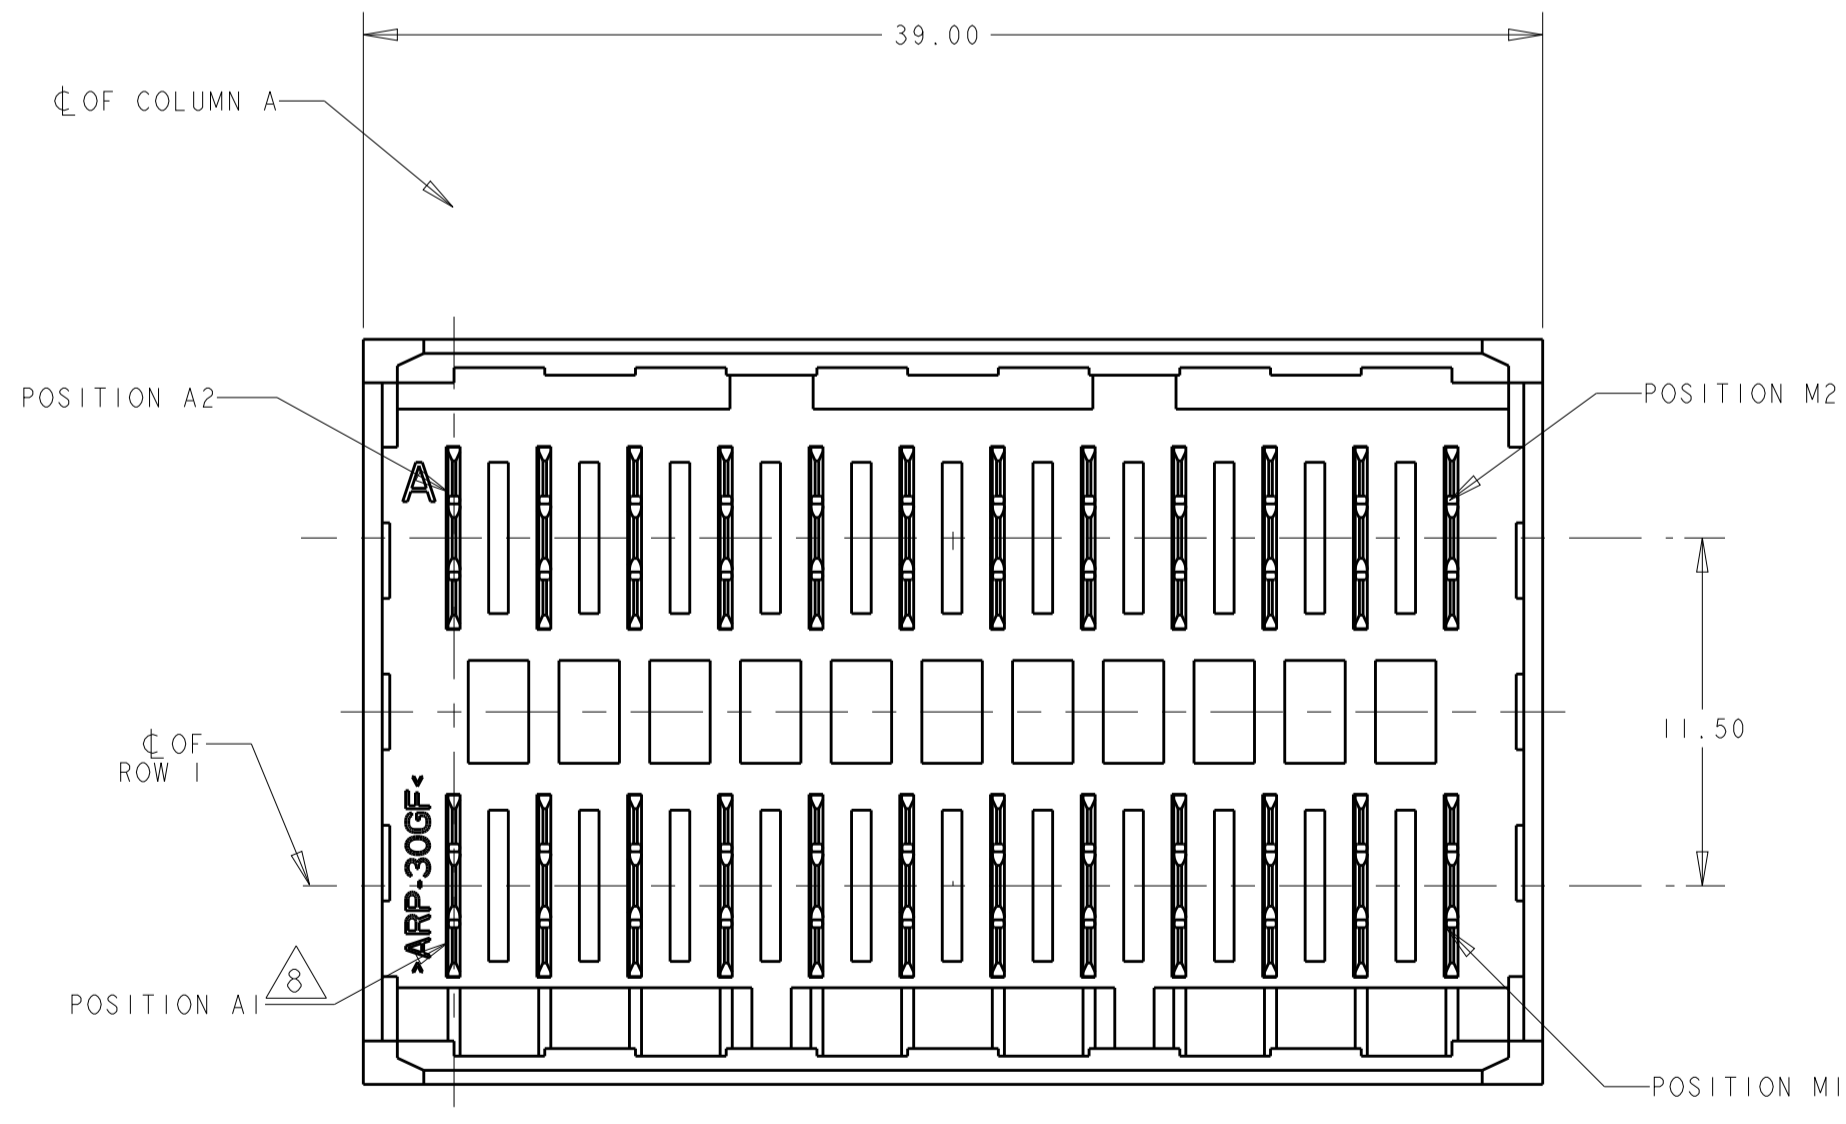 39.00
℄ OF COLUMN A
POSITION A2
POSITION M2
A
11.50
℄ OF
ROW 1
>ARP-30GF<
8
POSITION A1
POSITION M1